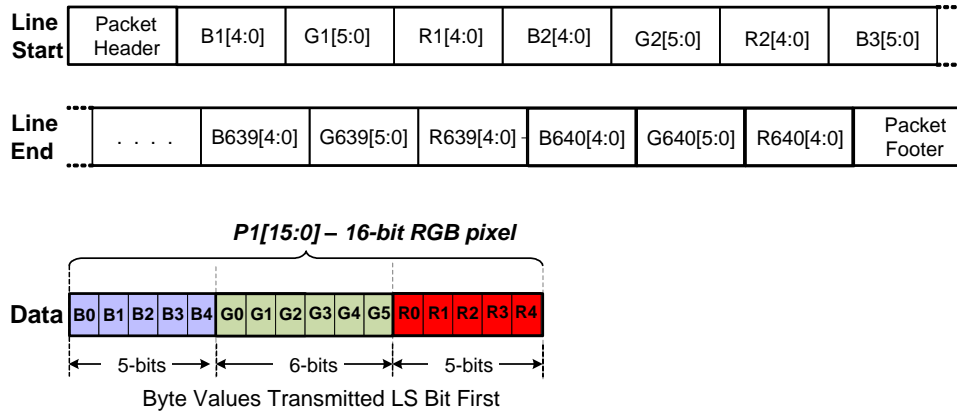 Line Start Packet Header B1[4:0] G1[5:0] R1[4:0] B2[4:0] G2[5:0] R2[4:0] B3[5:0]
Line End . . . . B639[4:0] G639[5:0] R639[4:0] B640[4:0] G640[5:0] R640[4:0] Packet Footer
P1[15:0] – 16-bit RGB pixel
Data B0 B1 B2 B3 B4 G0 G1 G2 G3 G4 G5 R0 R1 R2 R3 R4
5-bits 6-bits 5-bits
Byte Values Transmitted LS Bit First